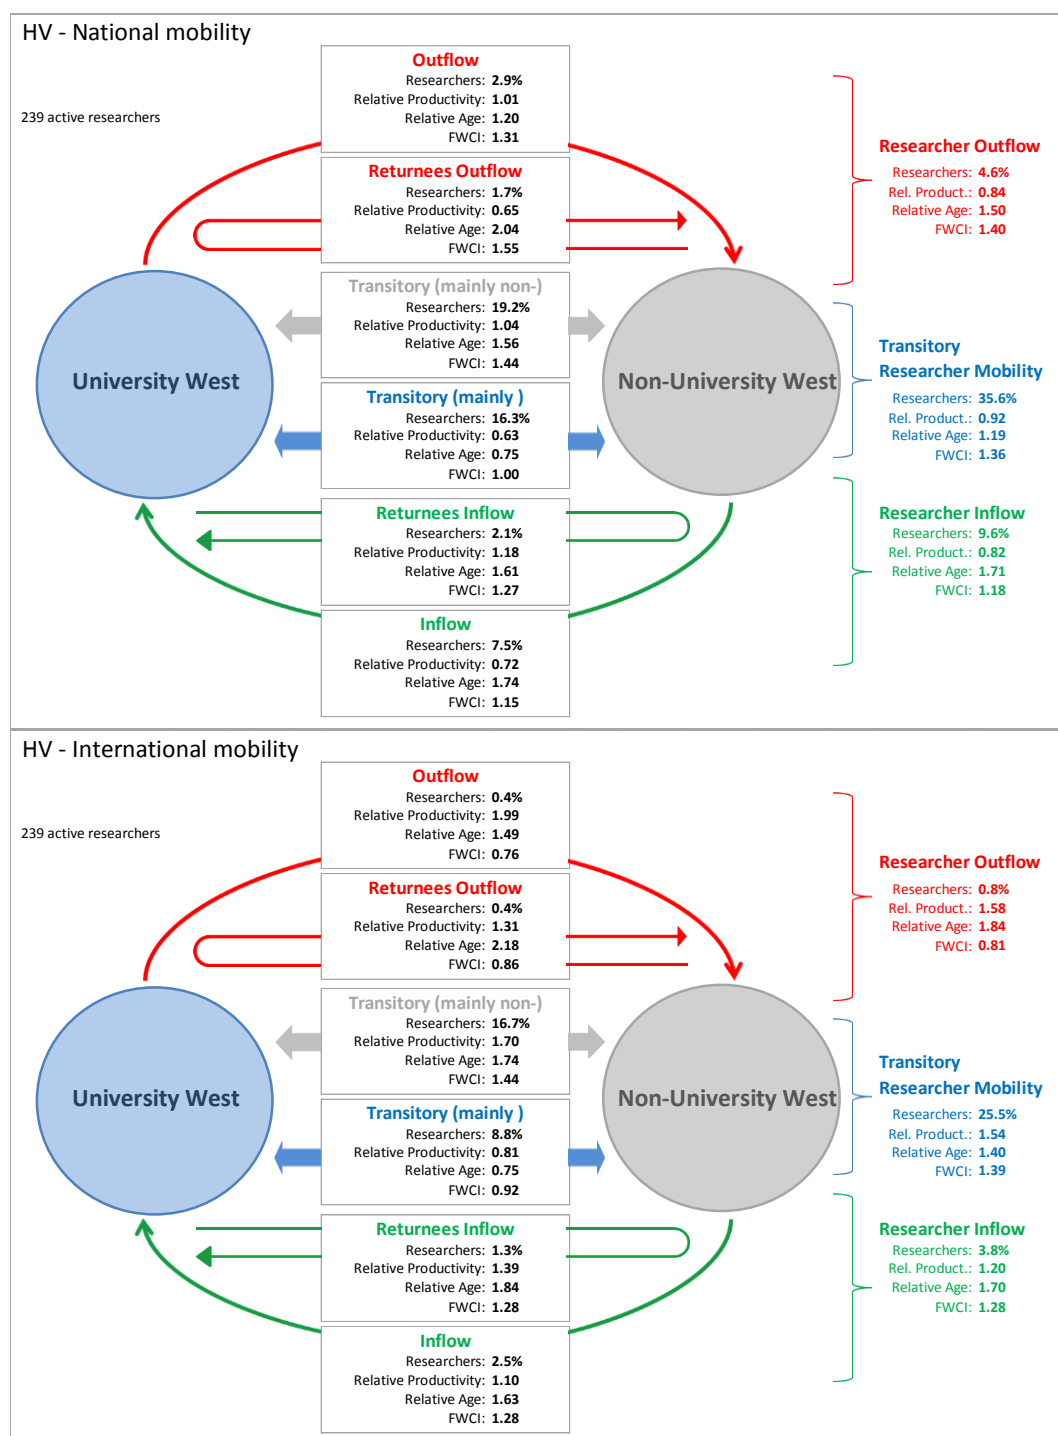 HV - National mobility
239 active researchers
Outflow
Researchers: 2.9%
Relative Productivity: 1.01
Relative Age: 1.20
FWCI: 1.31
Returnees Outflow
Researchers: 1.7%
Relative Productivity: 0.65
Relative Age: 2.04
FWCI: 1.55
Transitory (mainly non-)
Researchers: 19.2%
Relative Productivity: 1.04
Relative Age: 1.56
FWCI: 1.44
Transitory (mainly )
Researchers: 16.3%
Relative Productivity: 0.63
Relative Age: 0.75
FWCI: 1.00
Returnees Inflow
Researchers: 2.1%
Relative Productivity: 1.18
Relative Age: 1.61
FWCI: 1.27
Inflow
Researchers: 7.5%
Relative Productivity: 0.72
Relative Age: 1.74
FWCI: 1.15
University West
Non-University West
Researcher Outflow
Researchers: 4.6%
Rel. Product.: 0.84
Relative Age: 1.50
FWCI: 1.40
Transitory
Researcher Mobility
Researchers: 35.6%
Rel. Product.: 0.92
Relative Age: 1.19
FWCI: 1.36
Researcher Inflow
Researchers: 9.6%
Rel. Product.: 0.82
Relative Age: 1.71
FWCI: 1.18
HV - International mobility
239 active researchers
Outflow
Researchers: 0.4%
Relative Productivity: 1.99
Relative Age: 1.49
FWCI: 0.76
Returnees Outflow
Researchers: 0.4%
Relative Productivity: 1.31
Relative Age: 2.18
FWCI: 0.86
Transitory (mainly non-)
Researchers: 16.7%
Relative Productivity: 1.70
Relative Age: 1.74
FWCI: 1.44
Transitory (mainly )
Researchers: 8.8%
Relative Productivity: 0.81
Relative Age: 0.75
FWCI: 0.92
Returnees Inflow
Researchers: 1.3%
Relative Productivity: 1.39
Relative Age: 1.84
FWCI: 1.28
Inflow
Researchers: 2.5%
Relative Productivity: 1.10
Relative Age: 1.63
FWCI: 1.28
University West
Non-University West
Researcher Outflow
Researchers: 0.8%
Rel. Product.: 1.58
Relative Age: 1.84
FWCI: 0.81
Transitory
Researcher Mobility
Researchers: 25.5%
Rel. Product.: 1.54
Relative Age: 1.40
FWCI: 1.39
Researcher Inflow
Researchers: 3.8%
Rel. Product.: 1.20
Relative Age: 1.70
FWCI: 1.28